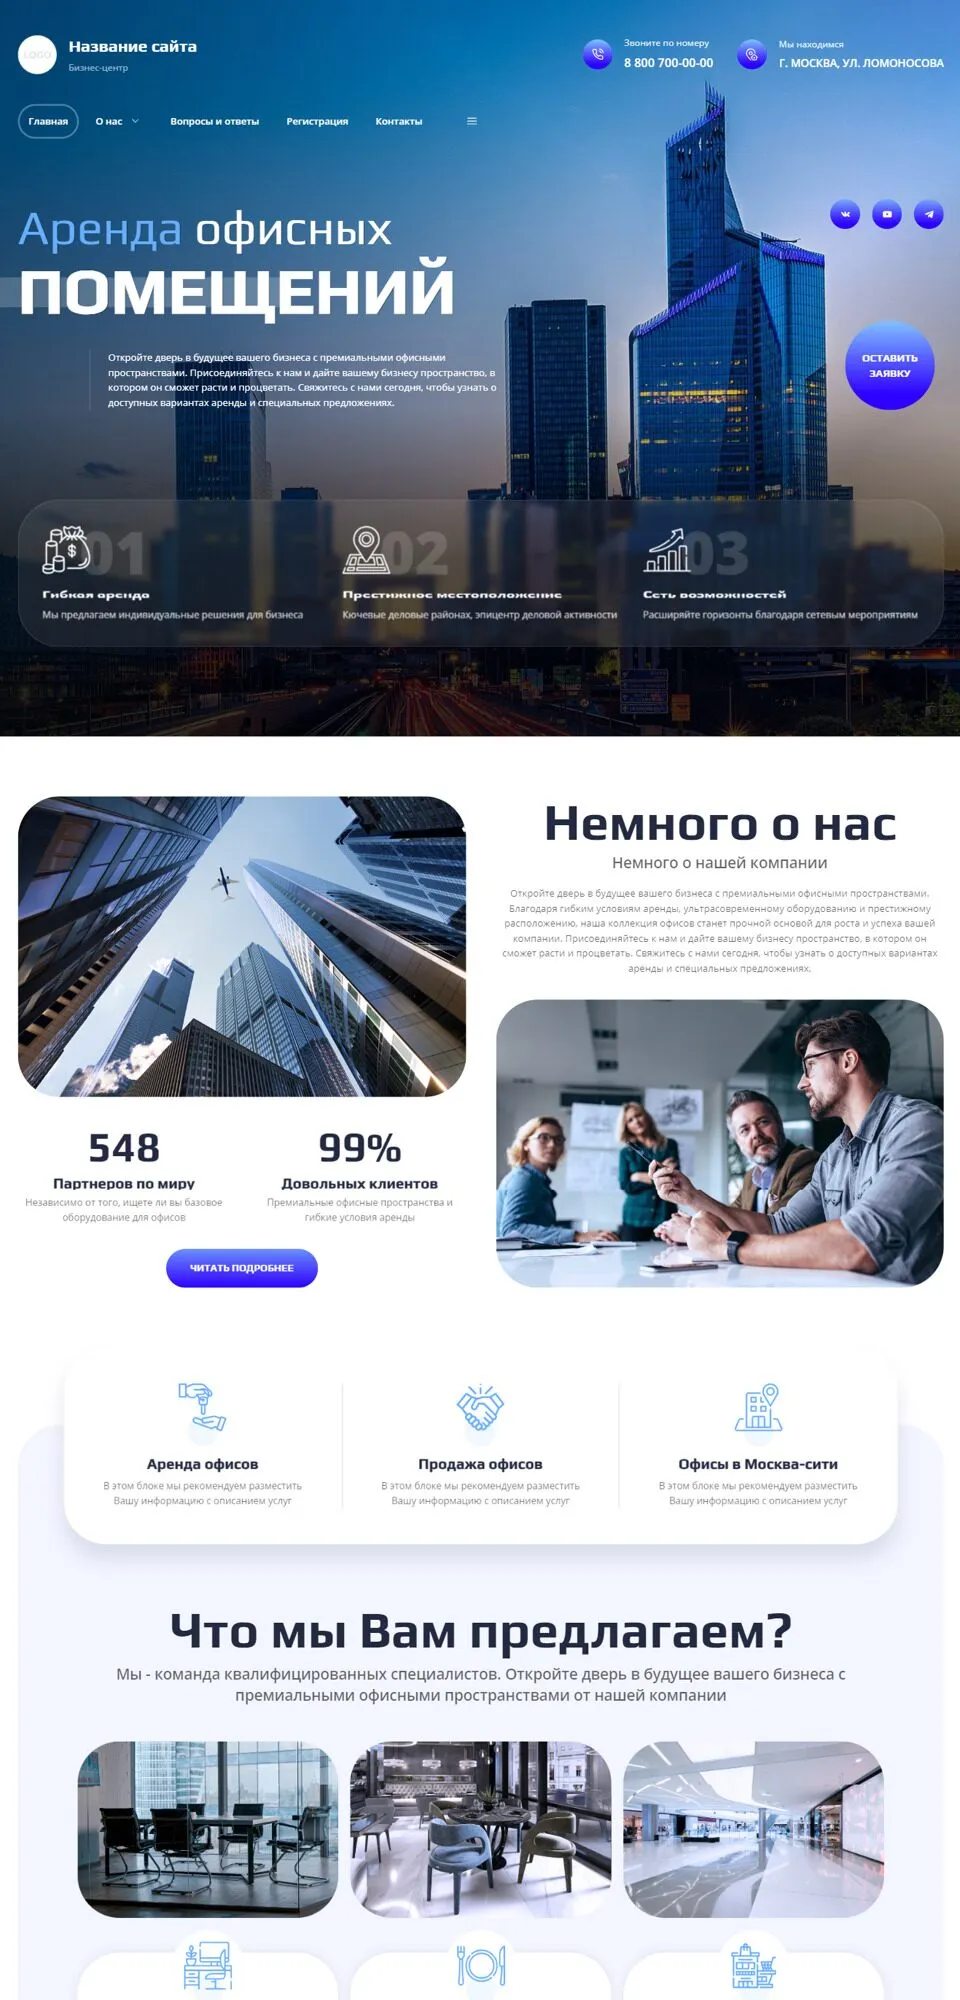 LOGO
Название сайта
Бизнес-центр
Звоните по номеру
8 800 700-00-00
Мы находимся
Г. МОСКВА, УЛ. ЛОМОНОСОВА
Главная
О нас
Вопросы и ответы
Регистрация
Контакты
Аренда офисных
ПОМЕЩЕНИЙ
Откройте дверь в будущее вашего бизнеса с премиальными офисными
пространствами. Присоединяйтесь к нам и дайте вашему бизнесу пространство, в
котором он сможет расти и процветать. Свяжитесь с нами сегодня, чтобы узнать о
доступных вариантах аренды и специальных предложениях.
ОСТАВИТЬ
ЗАЯВКУ
01
Гибкая аренда
Мы предлагаем индивидуальные решения для бизнеса
02
Престижное местоположение
Ключевые деловые районах, эпицентр деловой активности
03
Сеть возможностей
Расширяйте горизонты благодаря сетевым мероприятиям
Немного о нас
Немного о нашей компании
Откройте дверь в будущее вашего бизнеса с премиальными офисными пространствами.
Благодаря гибким условиям аренды, ультрасовременному оборудованию и престижному
расположению, наша коллекция офисов станет прочной основой для роста и успеха вашей
компании. Присоединяйтесь к нам и дайте вашему бизнесу пространство, в котором он
сможет расти и процветать. Свяжитесь с нами сегодня, чтобы узнать о доступных вариантах
аренды и специальных предложениях.
548
Партнеров по миру
Независимо от того, ищете ли вы базовое
оборудование для офисов
99%
Довольных клиентов
Премиальные офисные пространства и
гибкие условия аренды
ЧИТАТЬ ПОДРОБНЕЕ
Аренда офисов
В этом блоке мы рекомендуем разместить
Вашу информацию с описанием услуг
Продажа офисов
В этом блоке мы рекомендуем разместить
Вашу информацию с описанием услуг
Офисы в Москва-сити
В этом блоке мы рекомендуем разместить
Вашу информацию с описанием услуг
Что мы Вам предлагаем?
Мы - команда квалифицированных специалистов. Откройте дверь в будущее вашего бизнеса с
премиальными офисными пространствами от нашей компании